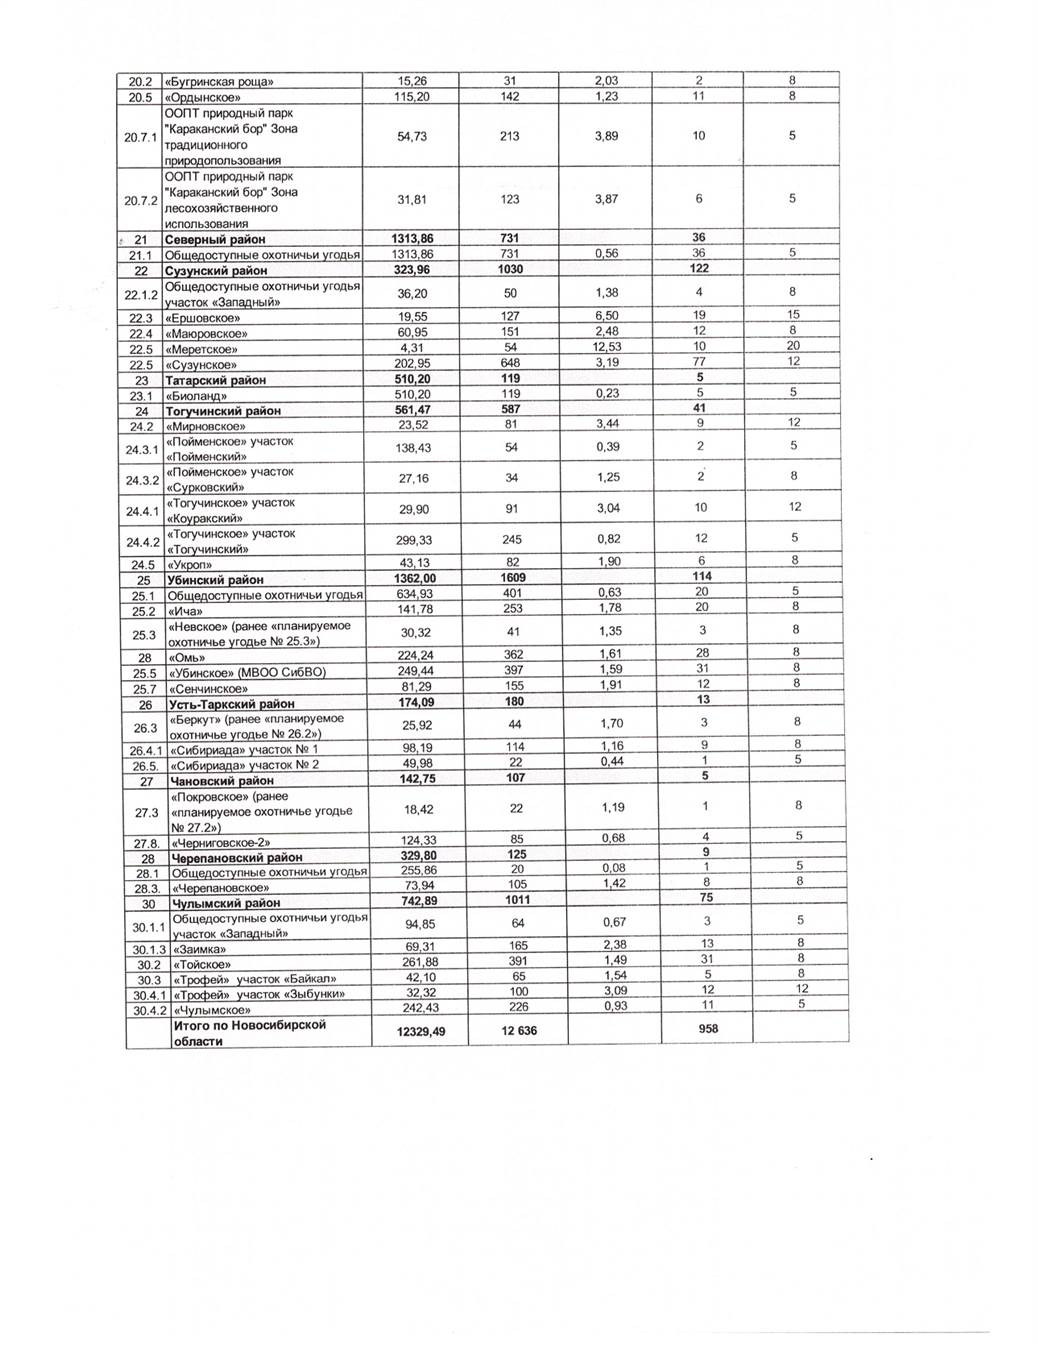 20.2 «Бугринская роща» 15,26 31 2,03 2 8
20.5 «Ордынское» 115,20 142 1,23 11 8
ООПТ природный парк
"Караканский бор" Зона
20.7.1 традиционного 54,73 213 3,89 10 5
природопользования
ООПТ природный парк
"Караканский бор" Зона
20.7.2 лесохозяйственного 31,81 123 3,87 6 5
использования
21 Северный район 1313,86 731 36
21.1 Общедоступные охотничьи угодья 1313,86 731 0,56 36 5
22 Сузунский район 323,96 1030 122
22.1.2 Общедоступные охотничьи угодья 36,20 50 1,38 4 8
участок «Западный»
22.3 «Ершовское» 19,55 127 6,50 19 15
22.4 «Маюровское» 60,95 151 2,48 12 8
22.5 «Меретское» 4,31 54 12,53 10 20
22.5 «Сузунское» 202,95 648 3,19 77 12
23 Татарский район 510,20 119 5
23.1 «Биоланд» 510,20 119 0,23 5 5
24 Тогучинский район 561,47 587 41
24.2 «Мирновское» 23,52 81 3,44 9 12
24.3.1 «Пойменское» участок 138,43 54 0,39 2 5
«Пойменский»
24.3.2 «Пойменское» участок 27,16 34 1,25 2 8
«Сурковский»
24.4.1 «Тогучинское» участок 29,90 91 3,04 10 12
«Коуракский»
24.4.2 «Тогучинское» участок 299,33 245 0,82 12 5
«Тогучинский»
24.5 «Укроп» 43,13 82 1,90 6 8
25 Убинский район 1362,00 1609 114
25.1 Общедоступные охотничьи угодья 634,93 401 0,63 20 5
25.2 «Ича» 141,78 253 1,78 20 8
25.3 «Невское» (ранее «планируемое 30,32 41 1,35 3 8
охотничье угодье № 25.3»)
28 «Омь» 224,24 362 1,61 28 8
25.5 «Убинское» (МВОО СибВО) 249,44 397 1,59 31 8
25.7 «Сенчинское» 81,29 155 1,91 12 8
26 Усть-Таркский район 174,09 180 13
26.3 «Беркут» (ранее «планируемое 25,92 44 1,70 3 8
охотничье угодье № 26.2»)
26.4.1 «Сибириада» участок № 1 98,19 114 1,16 9 8
26.5. «Сибириада» участок № 2 49,98 22 0,44 1 5
27 Чановский район 142,75 107 5
«Покровское» (ранее
27.3 «планируемое охотничье угодье 18,42 22 1,19 1 8
№ 27.2»)
27.8. «Черниговское-2» 124,33 85 0,68 4 5
28 Черепановский район 329,80 125 9
28.1 Общедоступные охотничьи угодья 255,86 20 0,08 1 5
28.3. «Черепановское» 73,94 105 1,42 8 8
30 Чулымский район 742,89 1011 75
30.1.1 Общедоступные охотничьи угодья 94,85 64 0,67 3 5
участок «Западный»
30.1.3 «Заимка» 69,31 165 2,38 13 8
30.2 «Тойское» 261,88 391 1,49 31 8
30.3 «Трофей» участок «Байкал» 42,10 65 1,54 5 8
30.4.1 «Трофей» участок «Зыбунки» 32,32 100 3,09 12 12
30.4.2 «Чулымское» 242,43 226 0,93 11 5
Итого по Новосибирской 12329,49 12 636 958
области